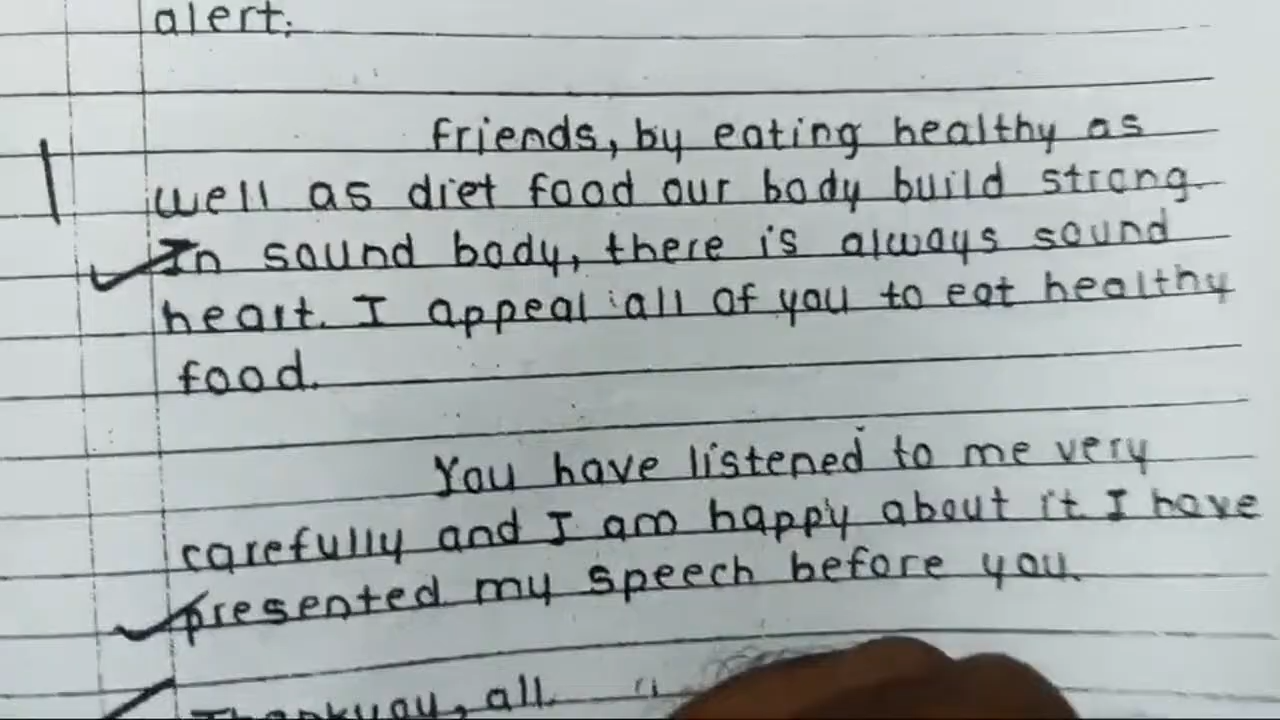 alert.
Friends, by eating healthy as
well as diet food our body build strong.
In sound body, there is always sound
heart. I appeal all of you to eat healthy
food.
You have listened to me very
carefully and I am happy about it. I have
presented my speech before you.
Thankyou, all.